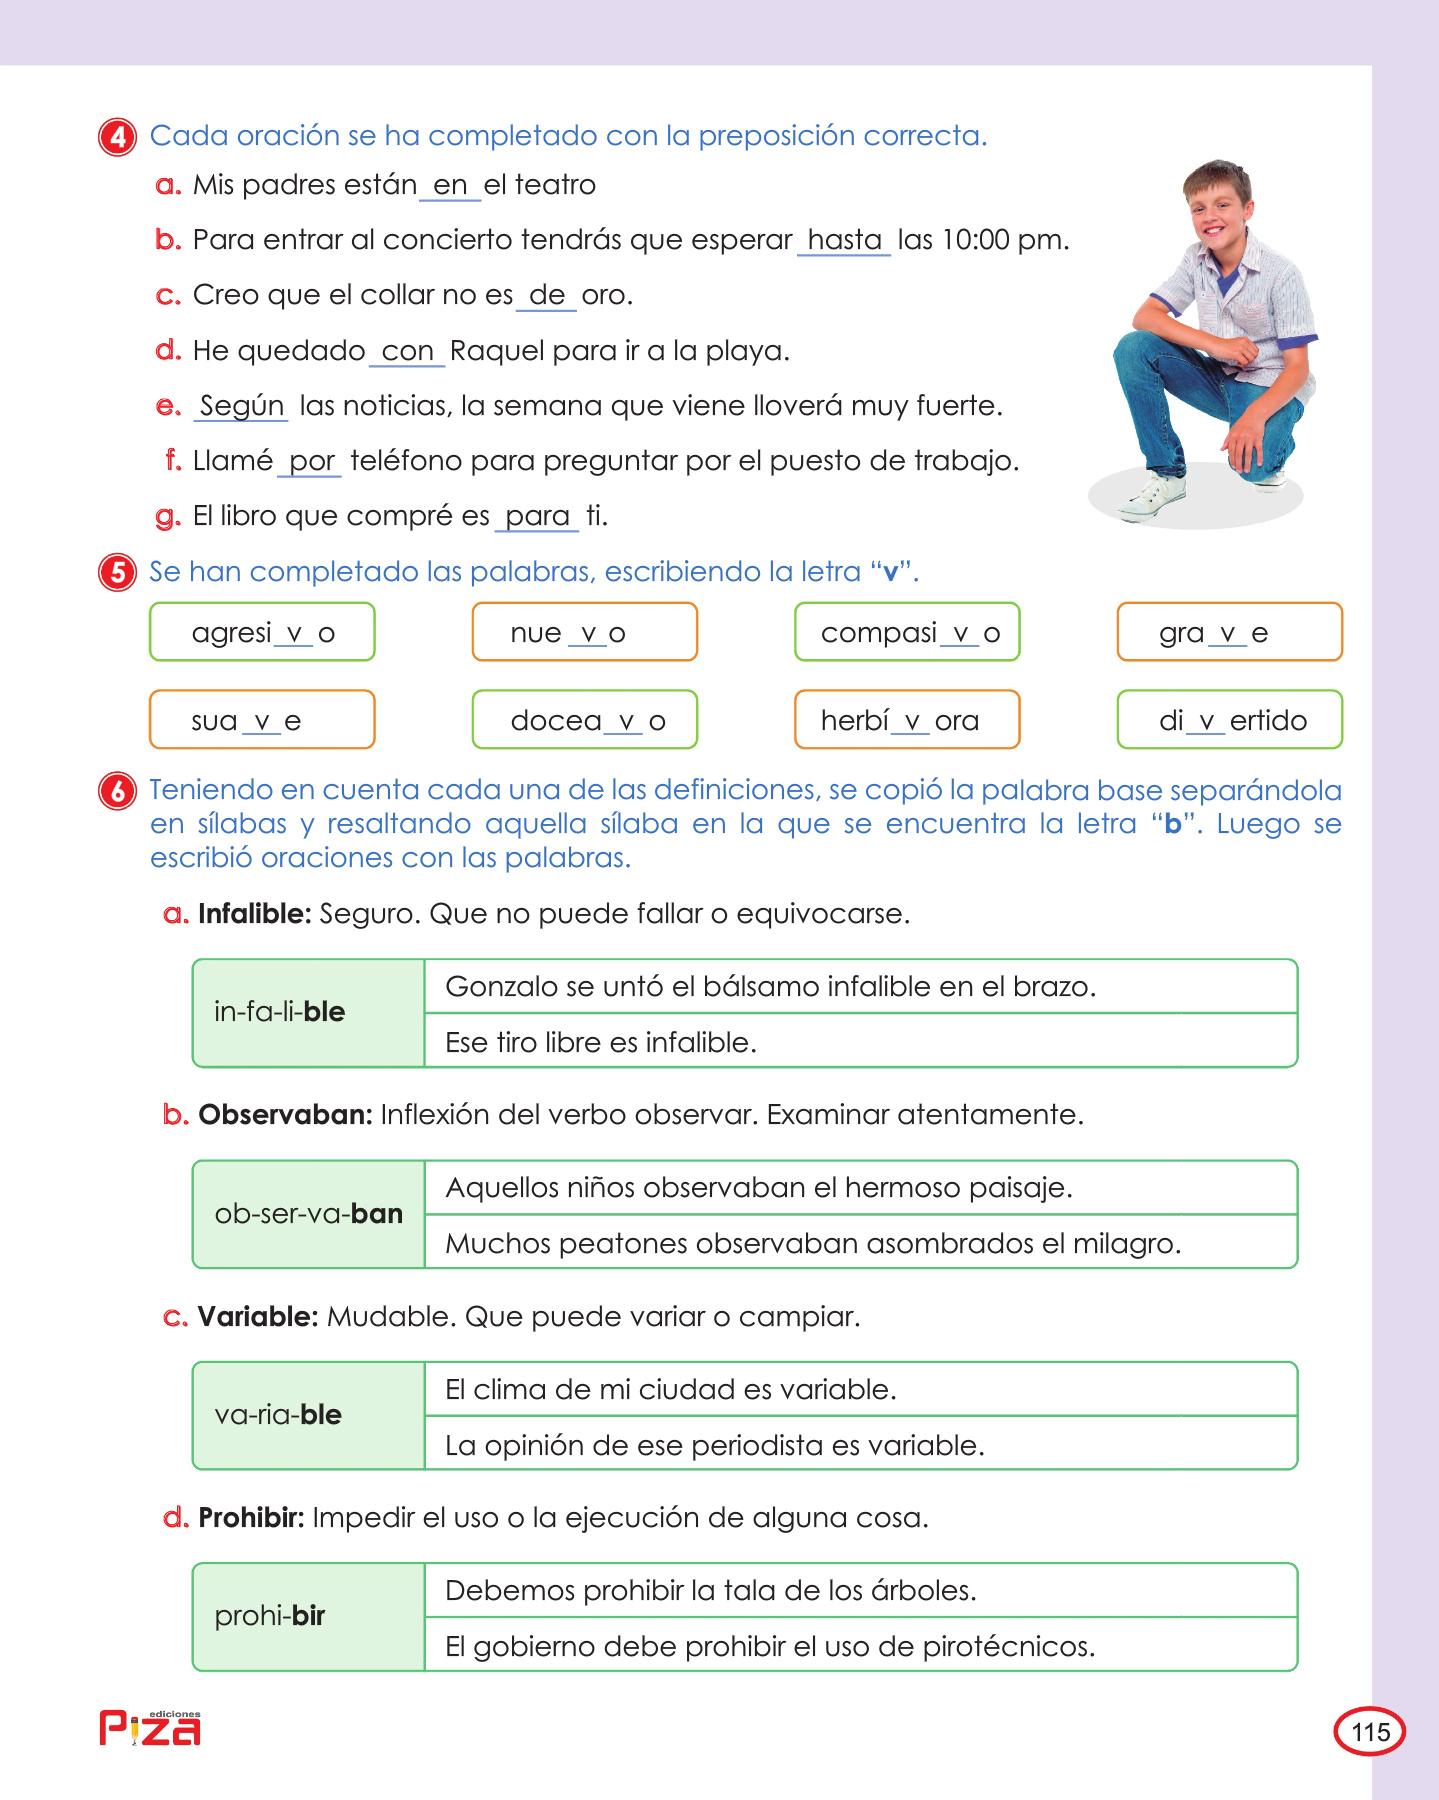 4 Cada oración se ha completado con la preposición correcta.
a. Mis padres están en el teatro
b. Para entrar al concierto tendrás que esperar hasta las 10:00 pm.
c. Creo que el collar no es de oro.
d. He quedado con Raquel para ir a la playa.
e. Según las noticias, la semana que viene lloverá muy fuerte.
f. Llamé por teléfono para preguntar por el puesto de trabajo.
g. El libro que compré es para ti.
5 Se han completado las palabras, escribiendo la letra “v”.
agresi v o nue v o compasi v o gra v e
sua v e docea v o herbí v ora di v ertido
6 Teniendo en cuenta cada una de las definiciones, se copió la palabra base separándola
en sílabas y resaltando aquella sílaba en la que se encuentra la letra “b”. Luego se
escribió oraciones con las palabras.
a. Infalible: Seguro. Que no puede fallar o equivocarse.
in-fa-li-ble
Gonzalo se untó el bálsamo infalible en el brazo.
Ese tiro libre es infalible.
b. Observaban: Inflexión del verbo observar. Examinar atentamente.
ob-ser-va-ban
Aquellos niños observaban el hermoso paisaje.
Muchos peatones observaban asombrados el milagro.
c. Variable: Mudable. Que puede variar o campiar.
va-ria-ble
El clima de mi ciudad es variable.
La opinión de ese periodista es variable.
d. Prohibir: Impedir el uso o la ejecución de alguna cosa.
prohi-bir
Debemos prohibir la tala de los árboles.
El gobierno debe prohibir el uso de pirotécnicos.
ediciones
Piza
115